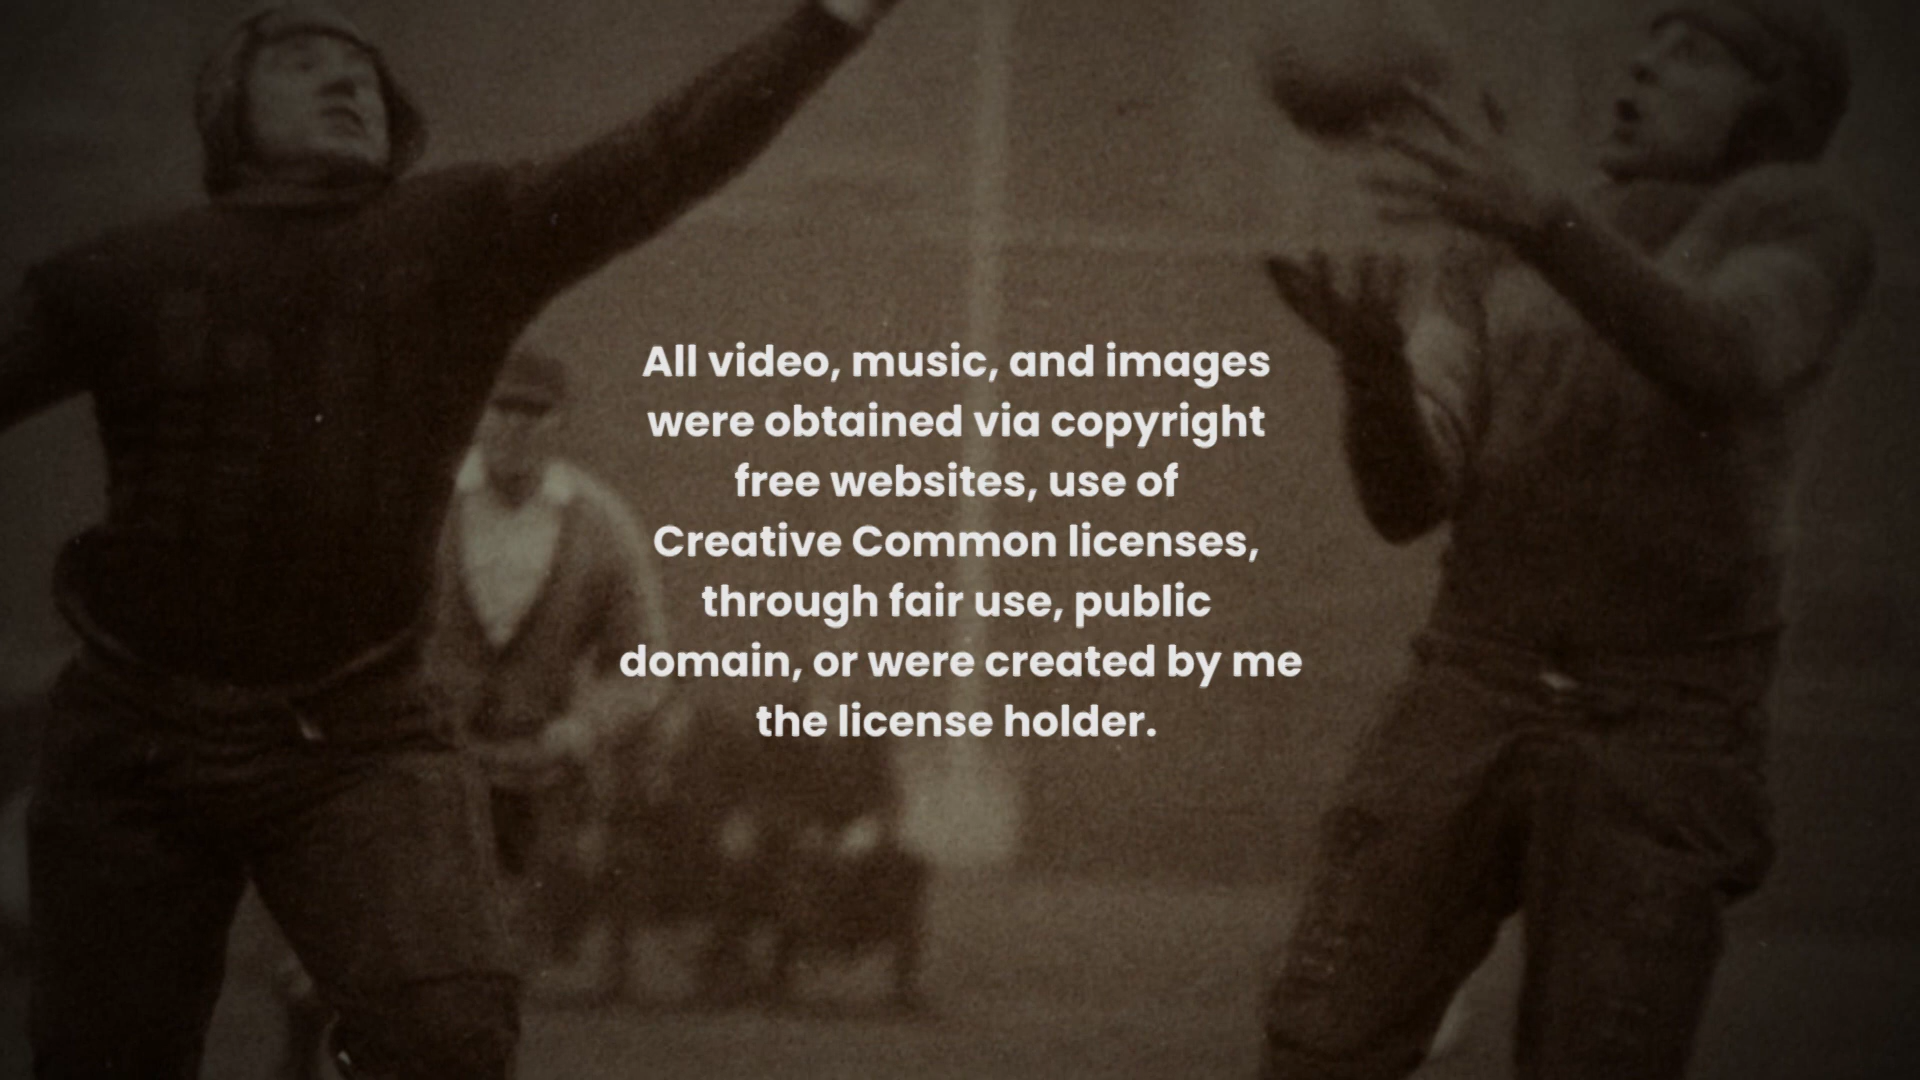 All video, music, and images
were obtained via copyright
free websites, use of
Creative Common licenses,
through fair use, public
domain, or were created by me
the license holder.